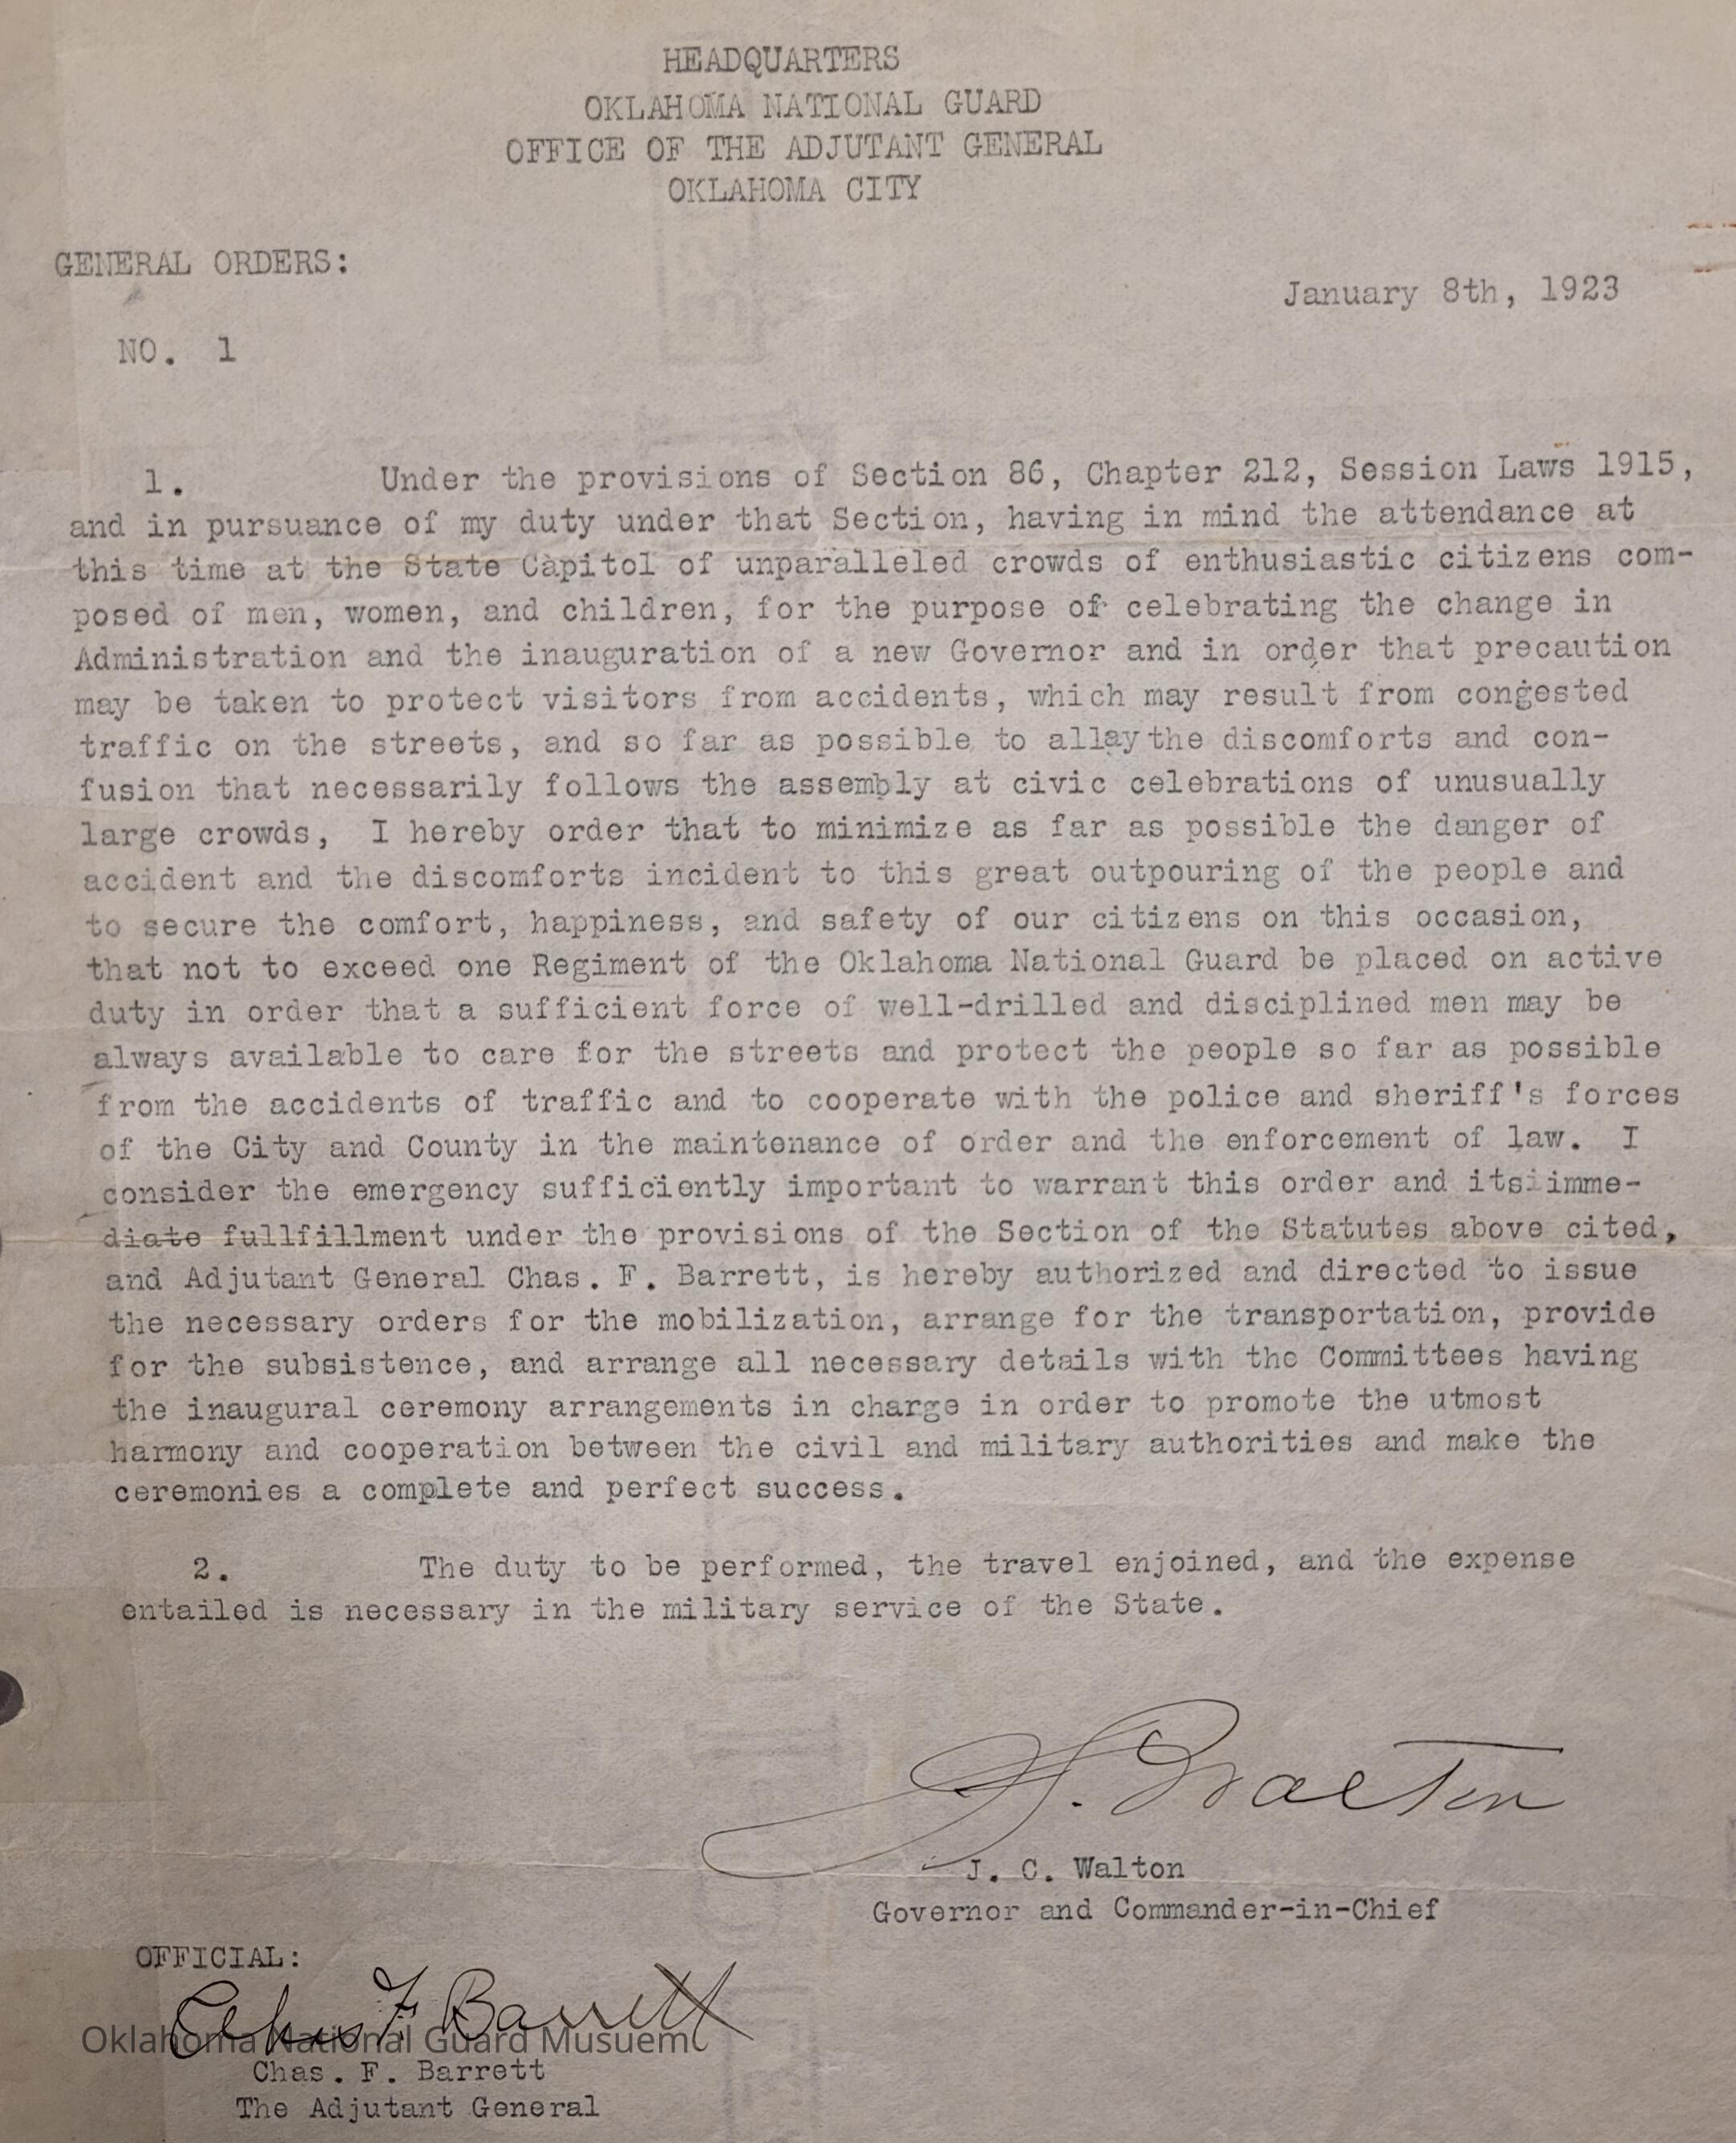 HEADQUARTERS
OKLAHOMA NATIONAL GUARD
OFFICE OF THE ADJUTANT GENERAL
OKLAHOMA CITY
GENERAL ORDERS:
January 8th, 1923
NO. 1
1. Under the provisions of Section 86, Chapter 212, Session Laws 1915,
and in pursuance of my duty under that Section, having in mind the attendance at
this time at the State Capitol of unparalleled crowds of enthusiastic citizens com-
posed of men, women, and children, for the purpose of celebrating the change in
Administration and the inauguration of a new Governor and in order that precaution
may be taken to protect visitors from accidents, which may result from congested
traffic on the streets, and so far as possible to allay the discomforts and con-
fusion that necessarily follows the assembly at civic celebrations of unusually
large crowds, I hereby order that to minimize as far as possible the danger of
accident and the discomforts incident to this great outpouring of the people and
to secure the comfort, happiness, and safety of our citizens on this occasion,
that not to exceed one Regiment of the Oklahoma National Guard be placed on active
duty in order that a sufficient force of well-drilled and disciplined men may be
always available to care for the streets and protect the people so far as possible
from the accidents of traffic and to cooperate with the police and sheriff's forces
of the City and County in the maintenance of order and the enforcement of law. I
consider the emergency sufficiently important to warrant this order and its imme-
diate fullfillment under the provisions of the Section of the Statutes above cited,
and Adjutant General Chas. F. Barrett, is hereby authorized and directed to issue
the necessary orders for the mobilization, arrange for the transportation, provide
for the subsistence, and arrange all necessary details with the Committees having
the inaugural ceremony arrangements in charge in order to promote the utmost
harmony and cooperation between the civil and military authorities and make the
ceremonies a complete and perfect success.
2. The duty to be performed, the travel enjoined, and the expense
entailed is necessary in the military service of the State.
J. Walton
J. C. Walton
Governor and Commander-in-Chief
OFFICIAL:
Chas F. Barrett
Oklahoma National Guard Musuem
Chas. F. Barrett
The Adjutant General